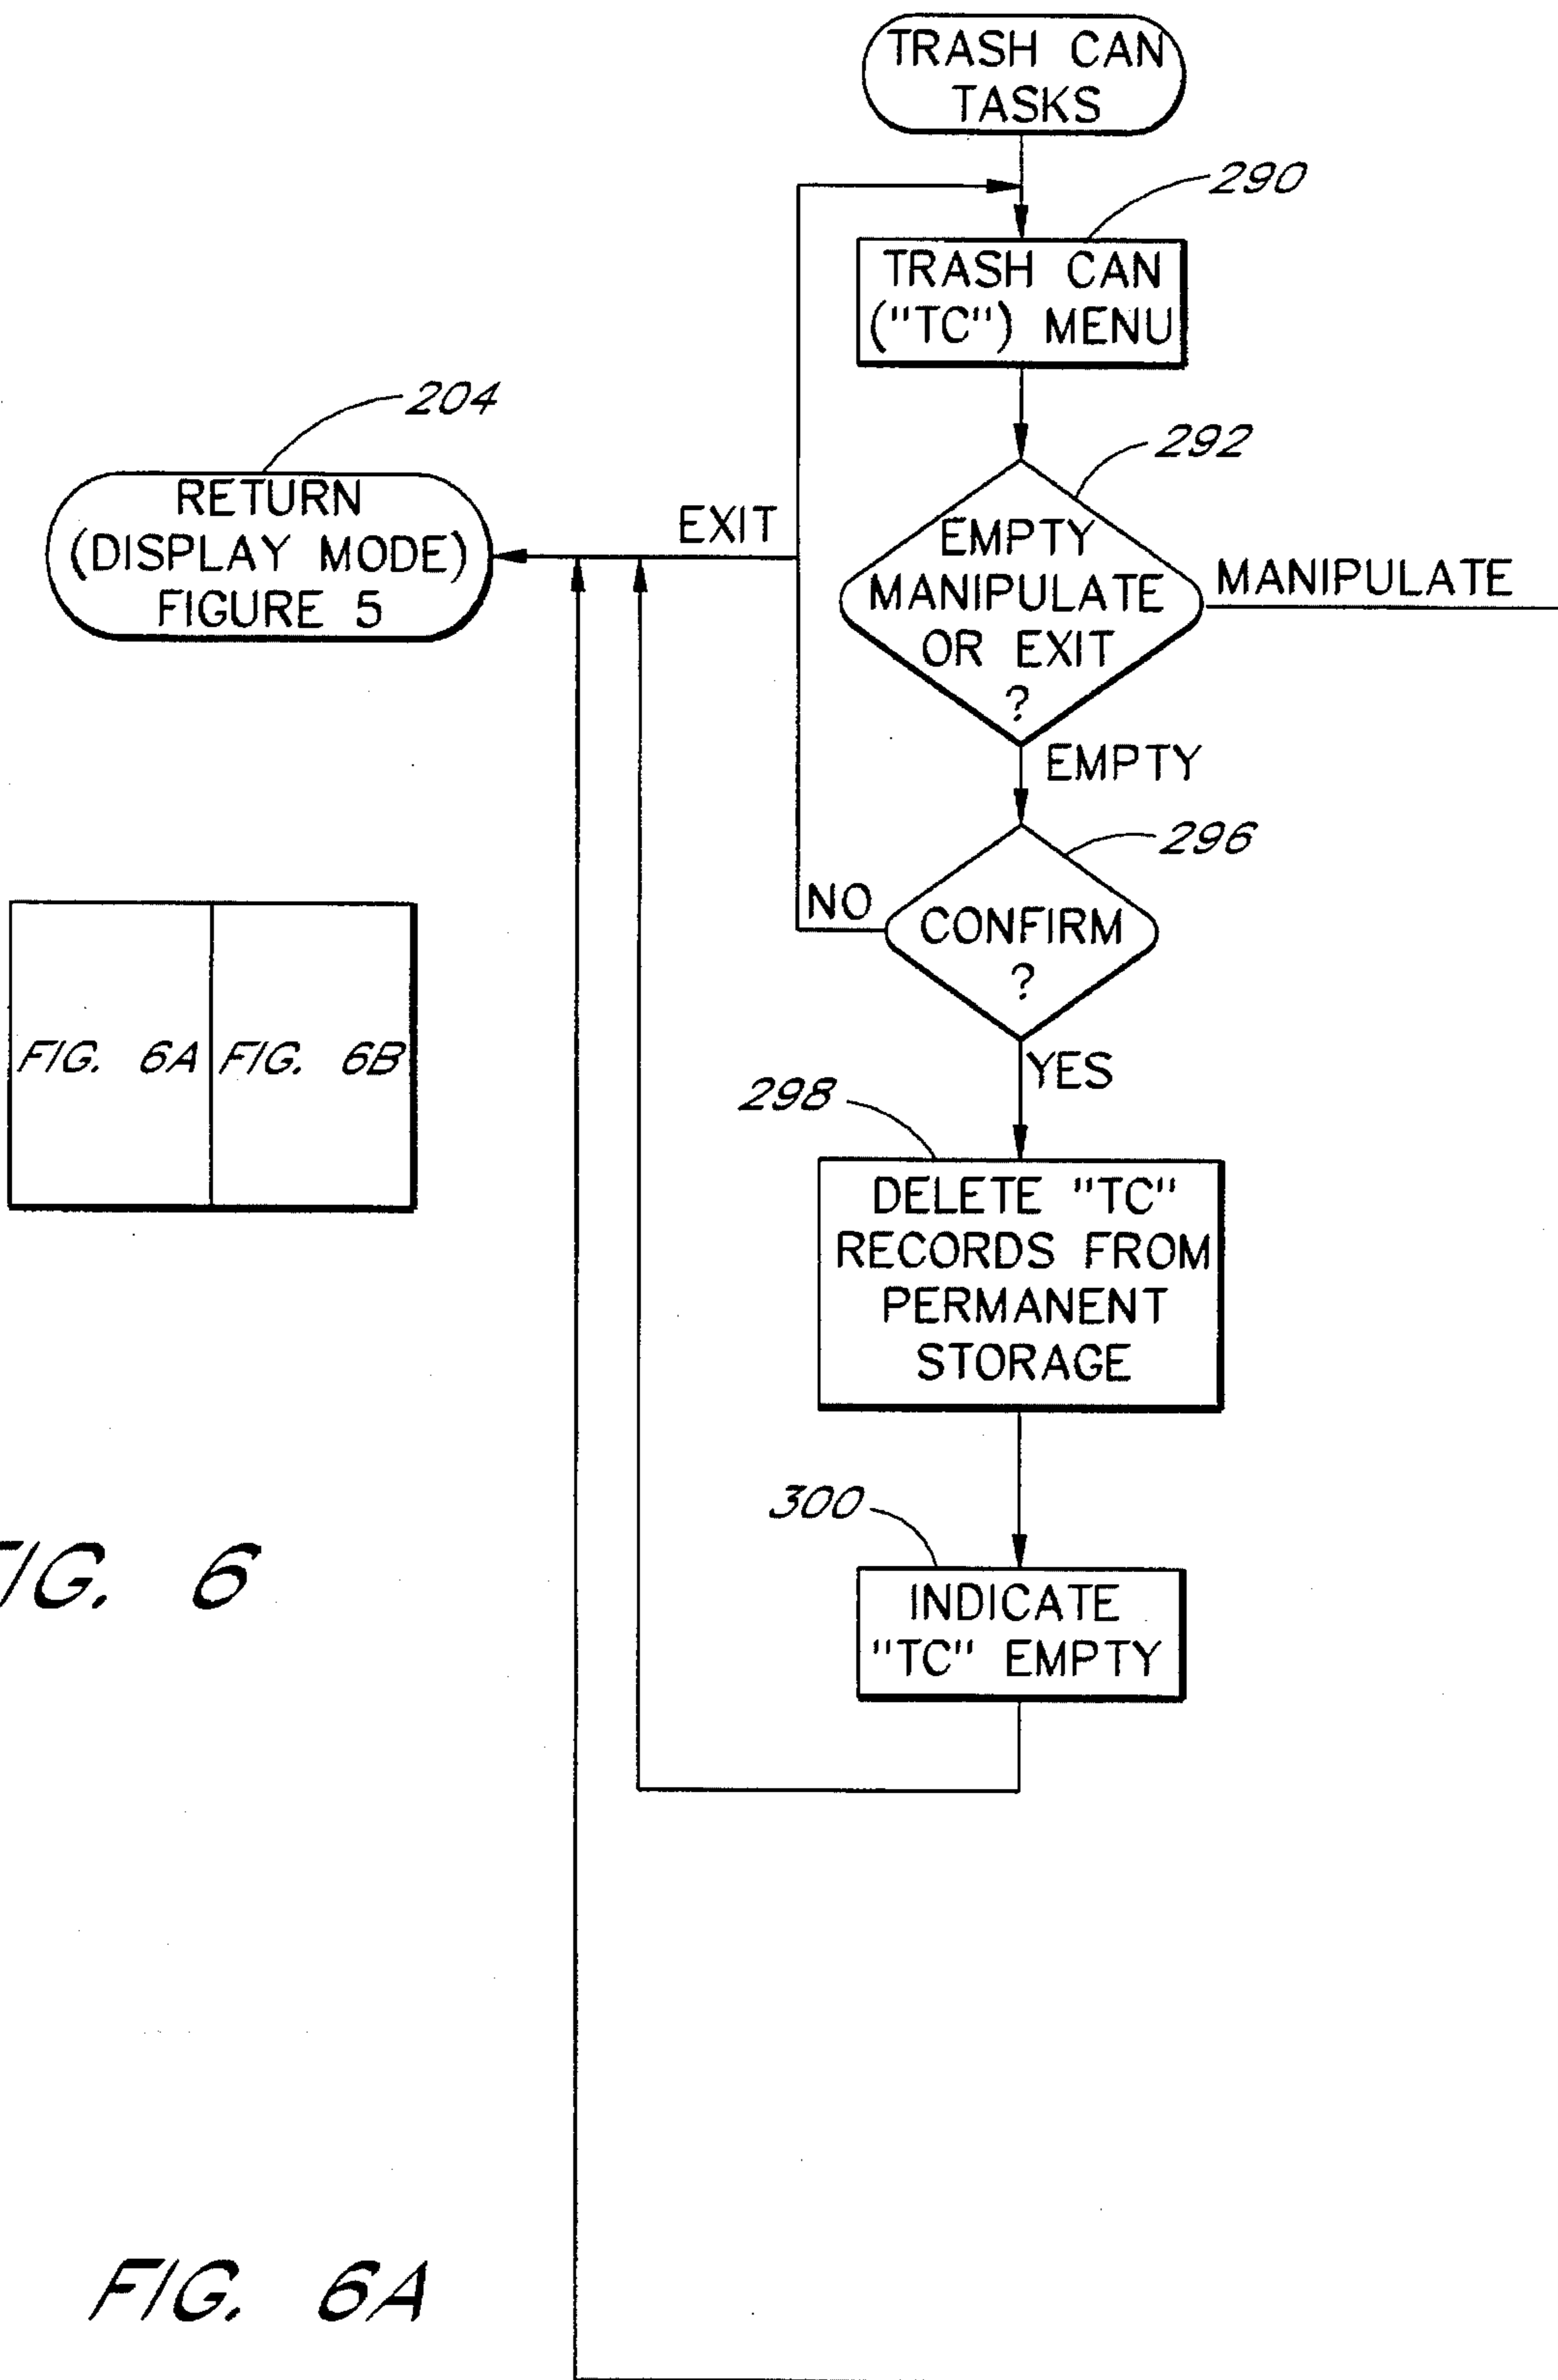 TRASH CAN
TASKS
290
TRASH CAN
("TC") MENU
204
292
RETURN
(DISPLAY MODE)
FIGURE 5
EXIT
EMPTY
MANIPULATE
OR EXIT
?
MANIPULATE
EMPTY
296
NO
CONFIRM
?
YES
FIG. 6A
FIG. 6B
298
DELETE "TC"
RECORDS FROM
PERMANENT
STORAGE
300
IG. 6
INDICATE
"TC" EMPTY
FIG. 6A